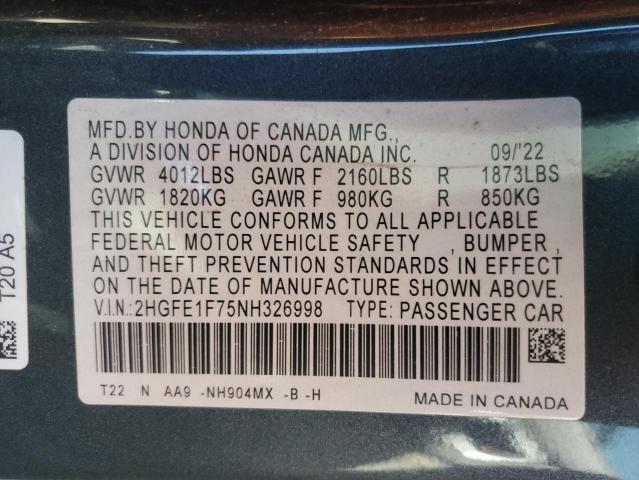 MFD.BY HONDA OF CANADA MFG.,
A DIVISION OF HONDA CANADA INC. 09/'22
GVWR 4012LBS GAWR F 2160LBS R 1873LBS
GVWR 1820KG GAWR F 980KG R 850KG
THIS VEHICLE CONFORMS TO ALL APPLICABLE
FEDERAL MOTOR VEHICLE SAFETY , BUMPER ,
AND THEFT PREVENTION STANDARDS IN EFFECT
ON THE DATE OF MANUFACTURE SHOWN ABOVE.
V.I.N.:2HGFE1F75NH326998 TYPE:PASSENGER CAR
T22 N AA9 -NH904MX -B -H
MADE IN CANADA
T20 A5